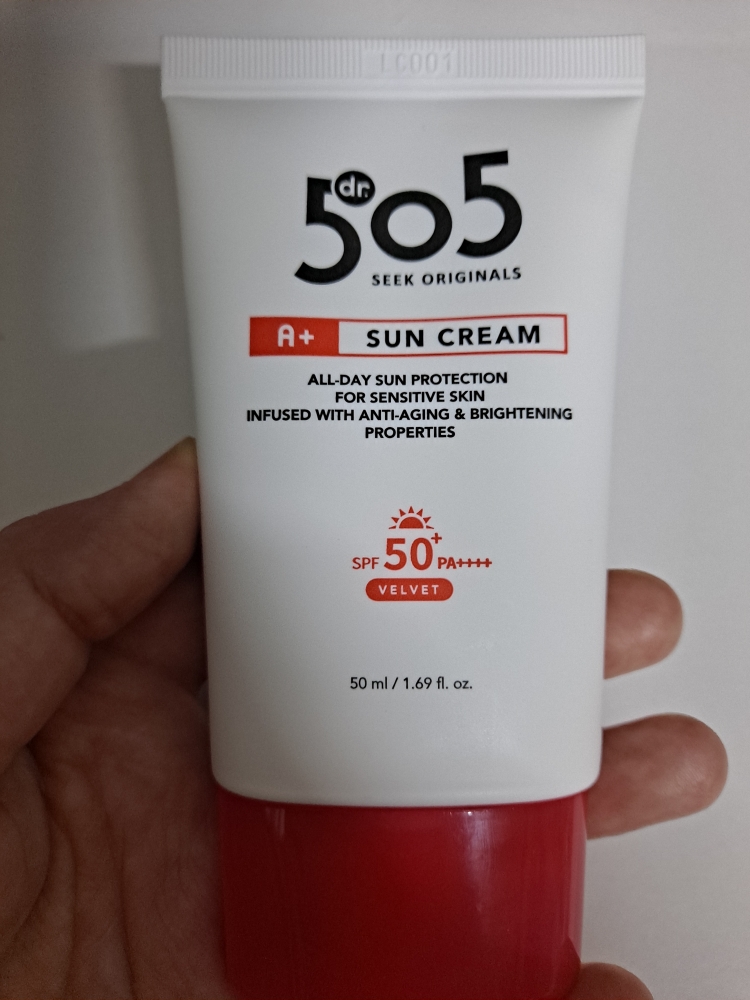 LC001
dr.
505
SEEK ORIGINALS
A+ SUN CREAM
ALL-DAY SUN PROTECTION
FOR SENSITIVE SKIN
INFUSED WITH ANTI-AGING & BRIGHTENING
PROPERTIES
SPF 50+ PA++++
VELVET
50 ml / 1.69 fl. oz.